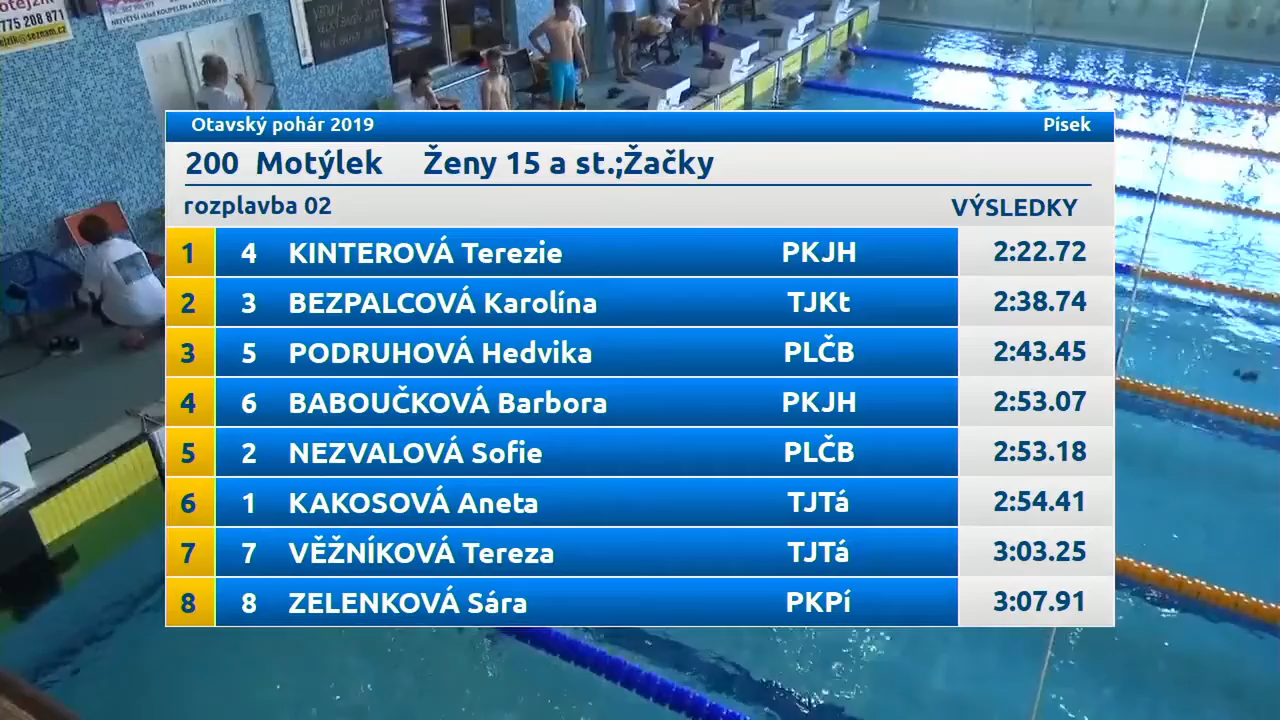 775 208 871
Otavský pohár 2019 Písek
200 Motýlek Ženy 15 a st.;Žačky
rozplavba 02 VÝSLEDKY
1 4 KINTEROVÁ Terezie PKJH 2:22.72
2 3 BEZPALCOVÁ Karolína TJKt 2:38.74
3 5 PODRUHOVÁ Hedvika PLČB 2:43.45
4 6 BABOUČKOVÁ Barbora PKJH 2:53.07
5 2 NEZVALOVÁ Sofie PLČB 2:53.18
6 1 KAKOSOVÁ Aneta TJTá 2:54.41
7 7 VĚŽNÍKOVÁ Tereza TJTá 3:03.25
8 8 ZELENKOVÁ Sára PKPí 3:07.91